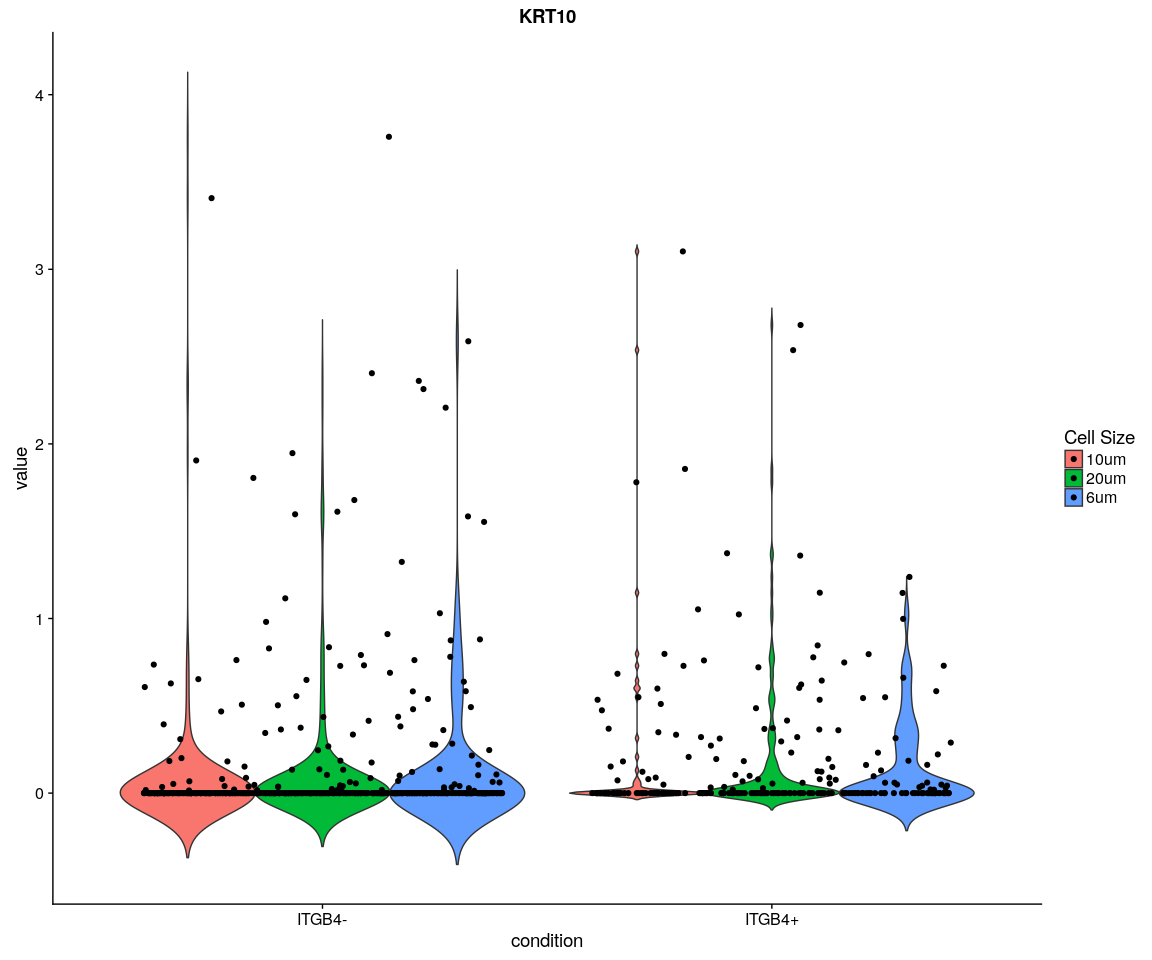 KRT10
4
3
2
1
0
value
ITGB4-
ITGB4+
condition
Cell Size
10um
20um
6um